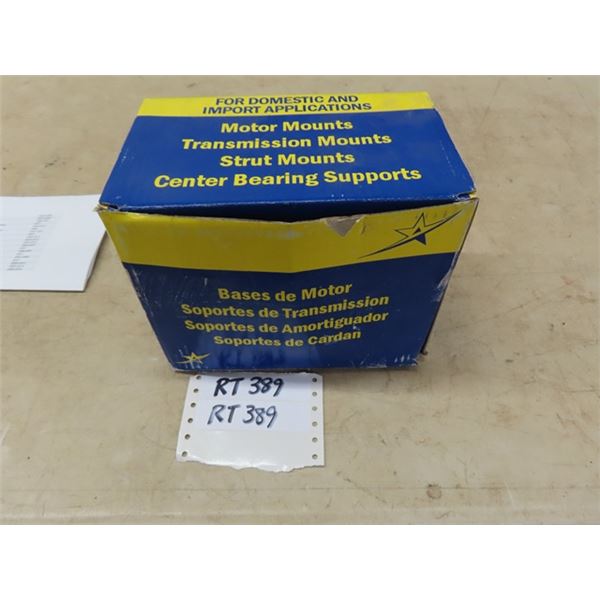 FOR DOMESTIC AND
IMPORT APPLICATIONS
Motor Mounts
Transmission Mounts
Strut Mounts
Center Bearing Supports
Bases de Motor
Soportes de Transmission
Soportes de Amortiguador
Soportes de Cardan
RT 389
RT 389